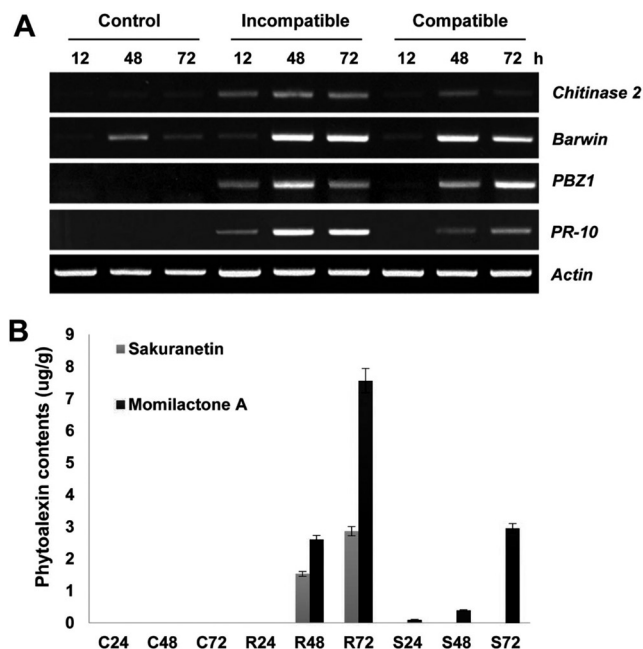 A
Control Incompatible Compatible
12 48 72 12 48 72 12 48 72 h
Chitinase 2
Barwin
PBZ1
PR-10
Actin
B
Phytoalexin contents (ug/g)
9
8
7
6
5
4
3
2
1
0
Sakuranetin
Momilactone A
C24 C48 C72 R24 R48 R72 S24 S48 S72